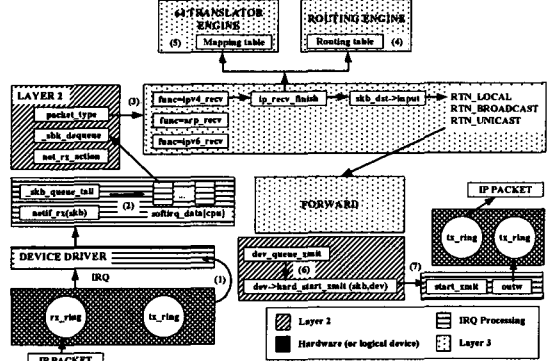 64 TRANSLATOR
ENGINE
(5)
Mapping table
ROUTING ENGINE
Routing table
(4)
LAYER 2
packet_type
(3)
_sbk_dequeue
net_rx_action
func=ipv4_recv
ip_recv_finish
skb_dst->input
func=arp_recv
func=ipv6_recv
RTN_LOCAL
RTN_BROADCAST
RTN_UNICAST
_skb_queue_tail
...
(2)
netif_rx(skb)
softirq_data[cpu]
FORWARD
IP PACKET
tx_ring
tx_ring
DEVICE DRIVER
IRQ
(1)
dev_queue_xmit
(6)
dev->hard_start_xmit (skb,dev)
(7)
start_xmit
outw
rx_ring
tx_ring
IP PACKET
Layer 2
IRQ Processing
Hardware (or logical device)
Layer 3